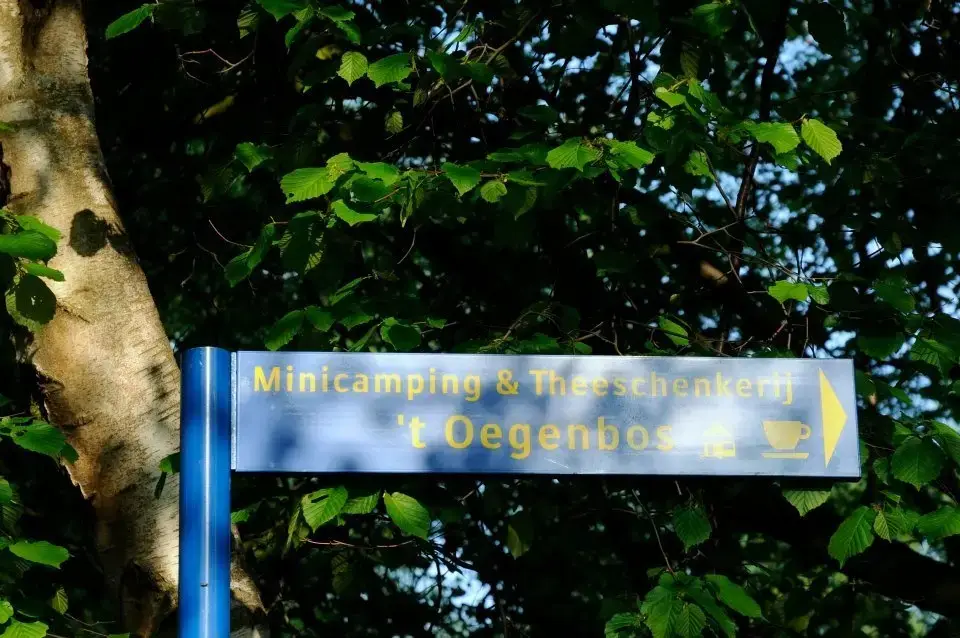 Minicamping & Theeschenkerij
't Oegenbos